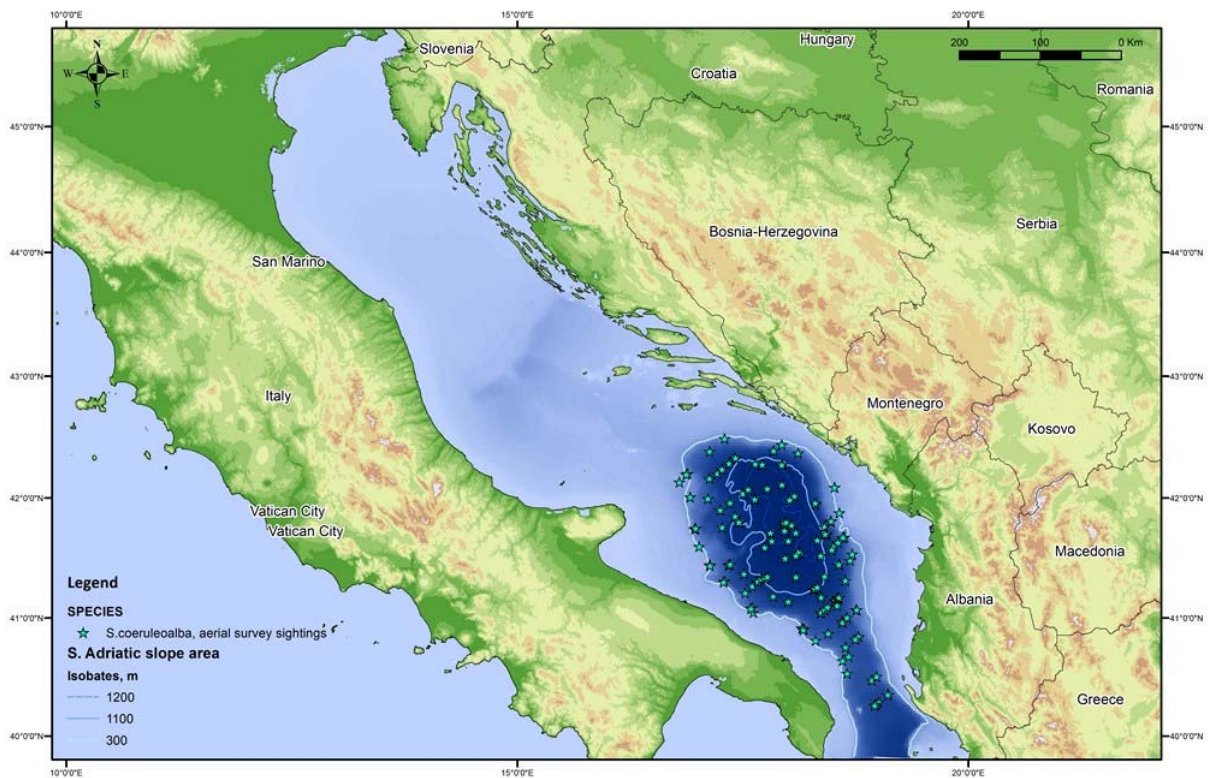 10°0'0"E 15°0'0"E 20°0'0"E
N
W E
S
200 100 0 Km
Slovenia
Hungary
Croatia
Romania
45°0'0"N 45°0'0"N
Bosnia-Herzegovina
Serbia
44°0'0"N 44°0'0"N
San Marino
43°0'0"N 43°0'0"N
Italy
Montenegro
Kosovo
42°0'0"N 42°0'0"N
Vatican City
Vatican City
Macedonia
Albania
41°0'0"N 41°0'0"N
Greece
40°0'0"N 40°0'0"N
Legend
SPECIES
S.coeruleoalba, aerial survey sightings
S. Adriatic slope area
Isobates, m
1200
1100
300
10°0'0"E 15°0'0"E 20°0'0"E